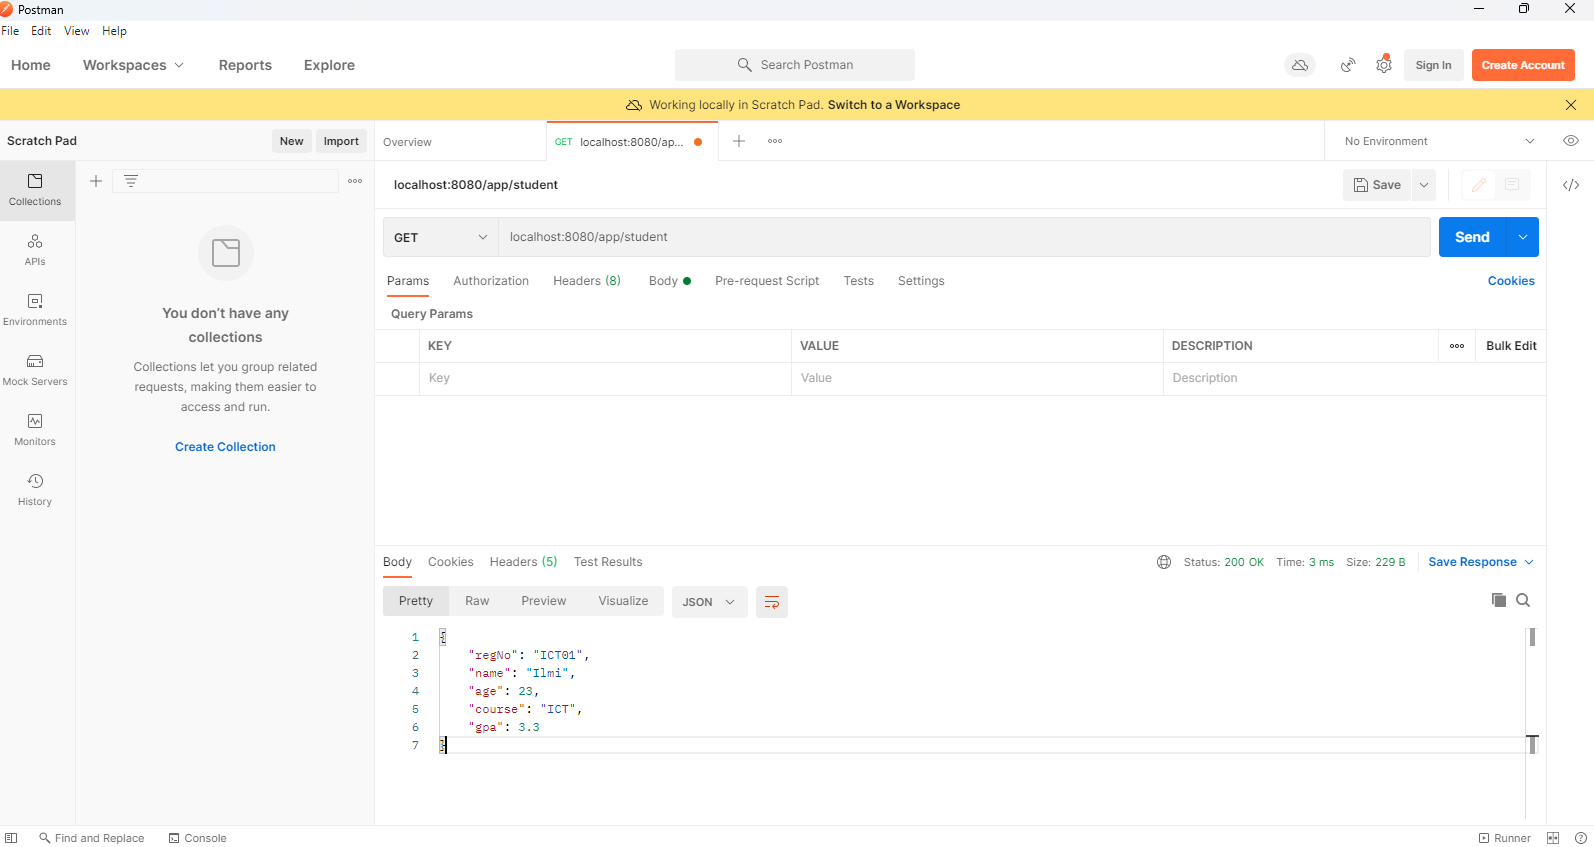 Postman
File Edit View Help
Home Workspaces Reports Explore Search Postman Sign In Create Account
Working locally in Scratch Pad. Switch to a Workspace
Scratch Pad New Import Overview GET localhost:8080/ap... No Environment
localhost:8080/app/student Save
Collections
GET localhost:8080/app/student Send
APIs
Params Authorization Headers (8) Body Pre-request Script Tests Settings Cookies
Query Params
Environments
KEY VALUE DESCRIPTION Bulk Edit
Key Value Description
Mock Servers
Monitors
History
You don't have any
collections
Collections let you group related
requests, making them easier to
access and run.
Create Collection
Body Cookies Headers (5) Test Results Status: 200 OK Time: 3 ms Size: 229 B Save Response
Pretty Raw Preview Visualize JSON
1 {
2 "regNo": "ICT01",
3 "name": "Ilmi",
4 "age": 23,
5 "course": "ICT",
6 "gpa": 3.3
7 }
Find and Replace Console Runner